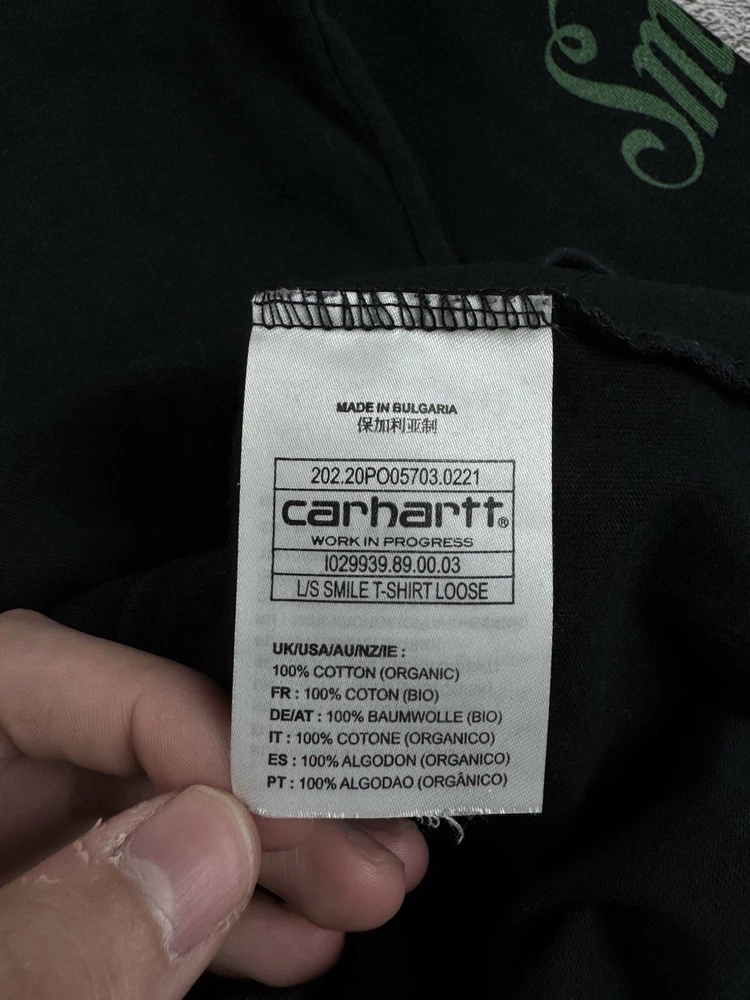 Sm
MADE IN BULGARIA
保加利亚制
202.20PO05703.0221
carhartt®
WORK IN PROGRESS
I029939.89.00.03
L/S SMILE T-SHIRT LOOSE
UK/USA/AU/NZ/IE :
100% COTTON (ORGANIC)
FR : 100% COTON (BIO)
DE/AT : 100% BAUMWOLLE (BIO)
IT : 100% COTONE (ORGANICO)
ES : 100% ALGODON (ORGANICO)
PT : 100% ALGODAO (ORGÂNICO)